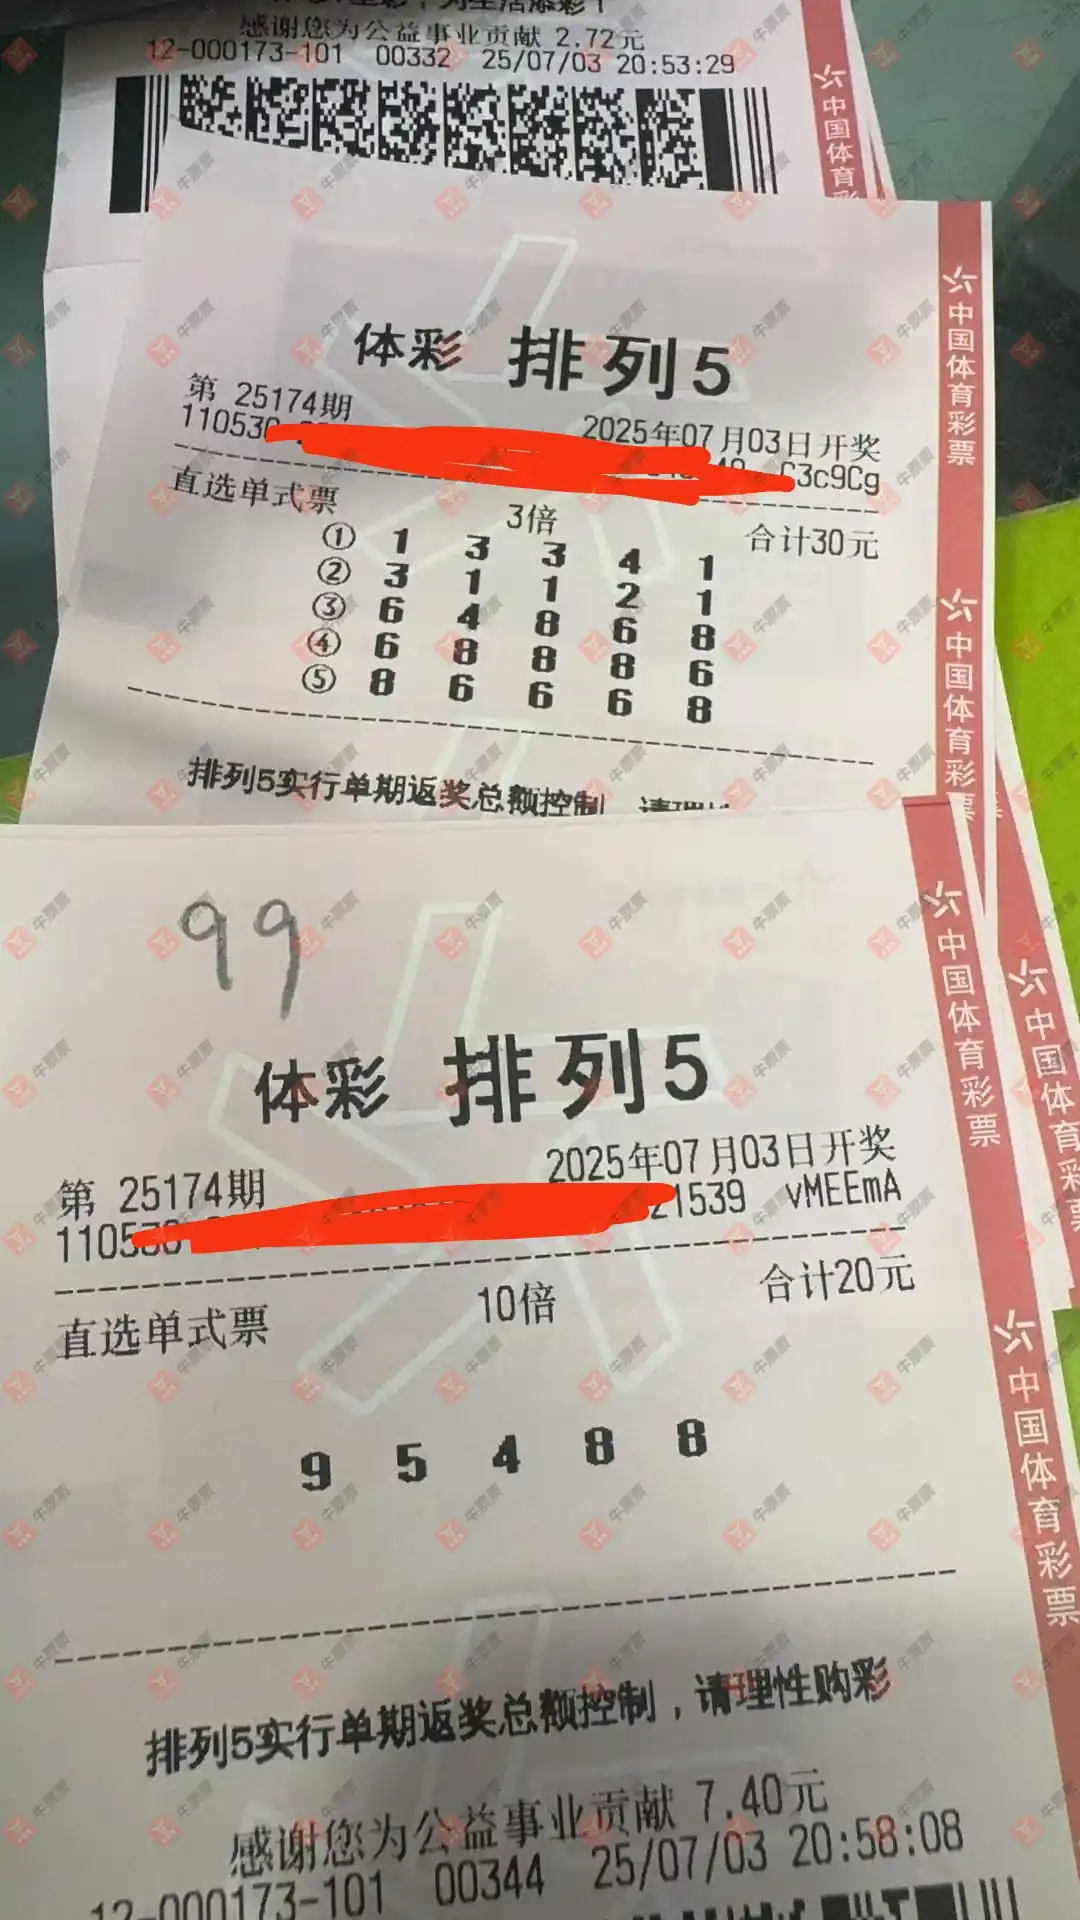 感谢您为公益事业贡献 2.72元
12-000173-101 00332 25/07/03 20:53:29
中国体育
体彩 排列5
第 25174期
2025年07月03日开奖
110530
C3c9Cg
直选单式票 3倍 合计30元
① 1 3 3 4 1
② 3 1 1 2 1
③ 6 4 8 6 8
④ 6 8 8 8 6
⑤ 8 6 6 6 8
排列5实行单期返奖总额控制
中国体育彩票
中国体育彩票
99
体彩 排列5
第 25174期
2025年07月03日开奖
110530
21539 vMEEmA
直选单式票 10倍 合计20元
9 5 4 8 8
排列5实行单期返奖总额控制，请理性购彩
感谢您为公益事业贡献 7.40元
12-000173-101 00344 25/07/03 20:58:08
中国体育彩票
中国体育彩票
中国体育彩票
牛票票